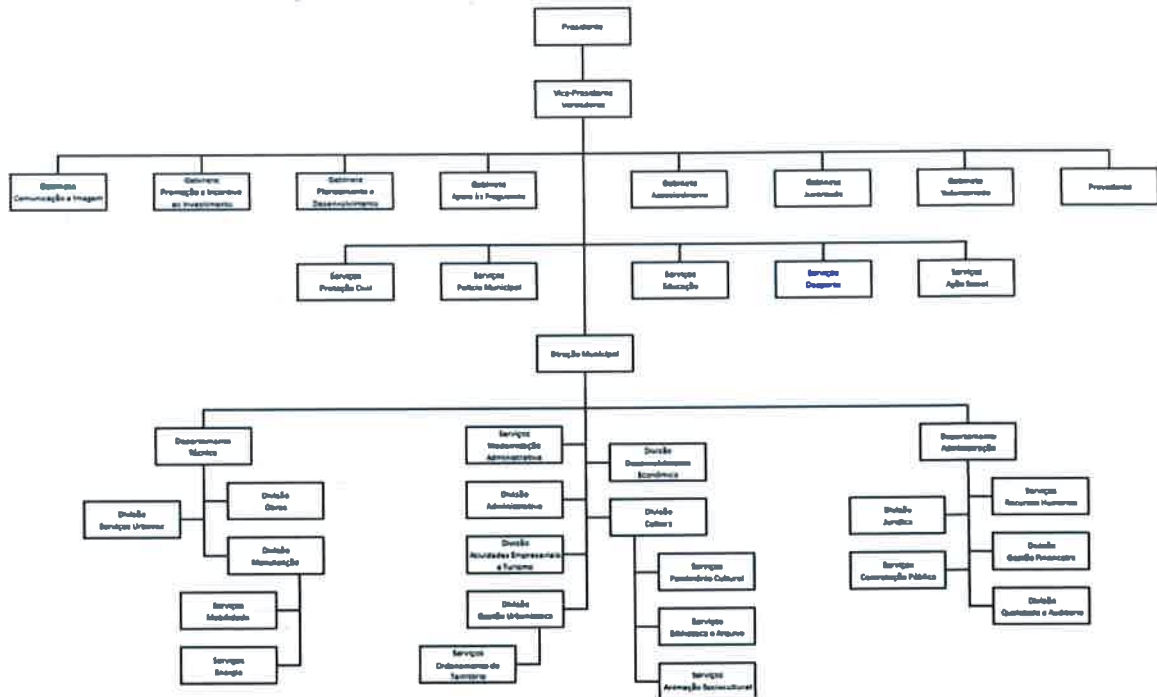 Presidente
Vice-Presidente
Vereadores
Gabinete
Comunicação e Imagem
Gabinete
Promoção e Incentivo
ao Investimento
Gabinete
Planeamento e
Desenvolvimento
Gabinete
Apoio às Freguesias
Gabinete
Gabinete
Juventude
Gabinete
Provedoria
Serviços
Proteção Civil
Serviços
Polícia Municipal
Serviços
Educação
Serviços
Desporto
Serviços
Ação Social
Direção Municipal
Departamento
Técnico
Divisão
Serviços Urbanos
Divisão
Obras
Divisão
Manutenção
Serviços
Mobilidade
Serviços
Energia
Serviços
Modernização
Administrativa
Divisão
Administrativa
Divisão
Atividades Empresariais
e Turismo
Divisão
Gestão Urbanística
Serviços
Ordenamento do
Território
Divisão
Desenvolvimento
Económico
Divisão
Cultura
Serviços
Património Cultural
Serviços
Biblioteca e Arquivo
Serviços
Animação Sociocultural
Departamento
Administração
Divisão
Jurídica
Serviços
Contratação Pública
Serviços
Recursos Humanos
Divisão
Gestão Financeira
Divisão
Qualidade e Auditoria